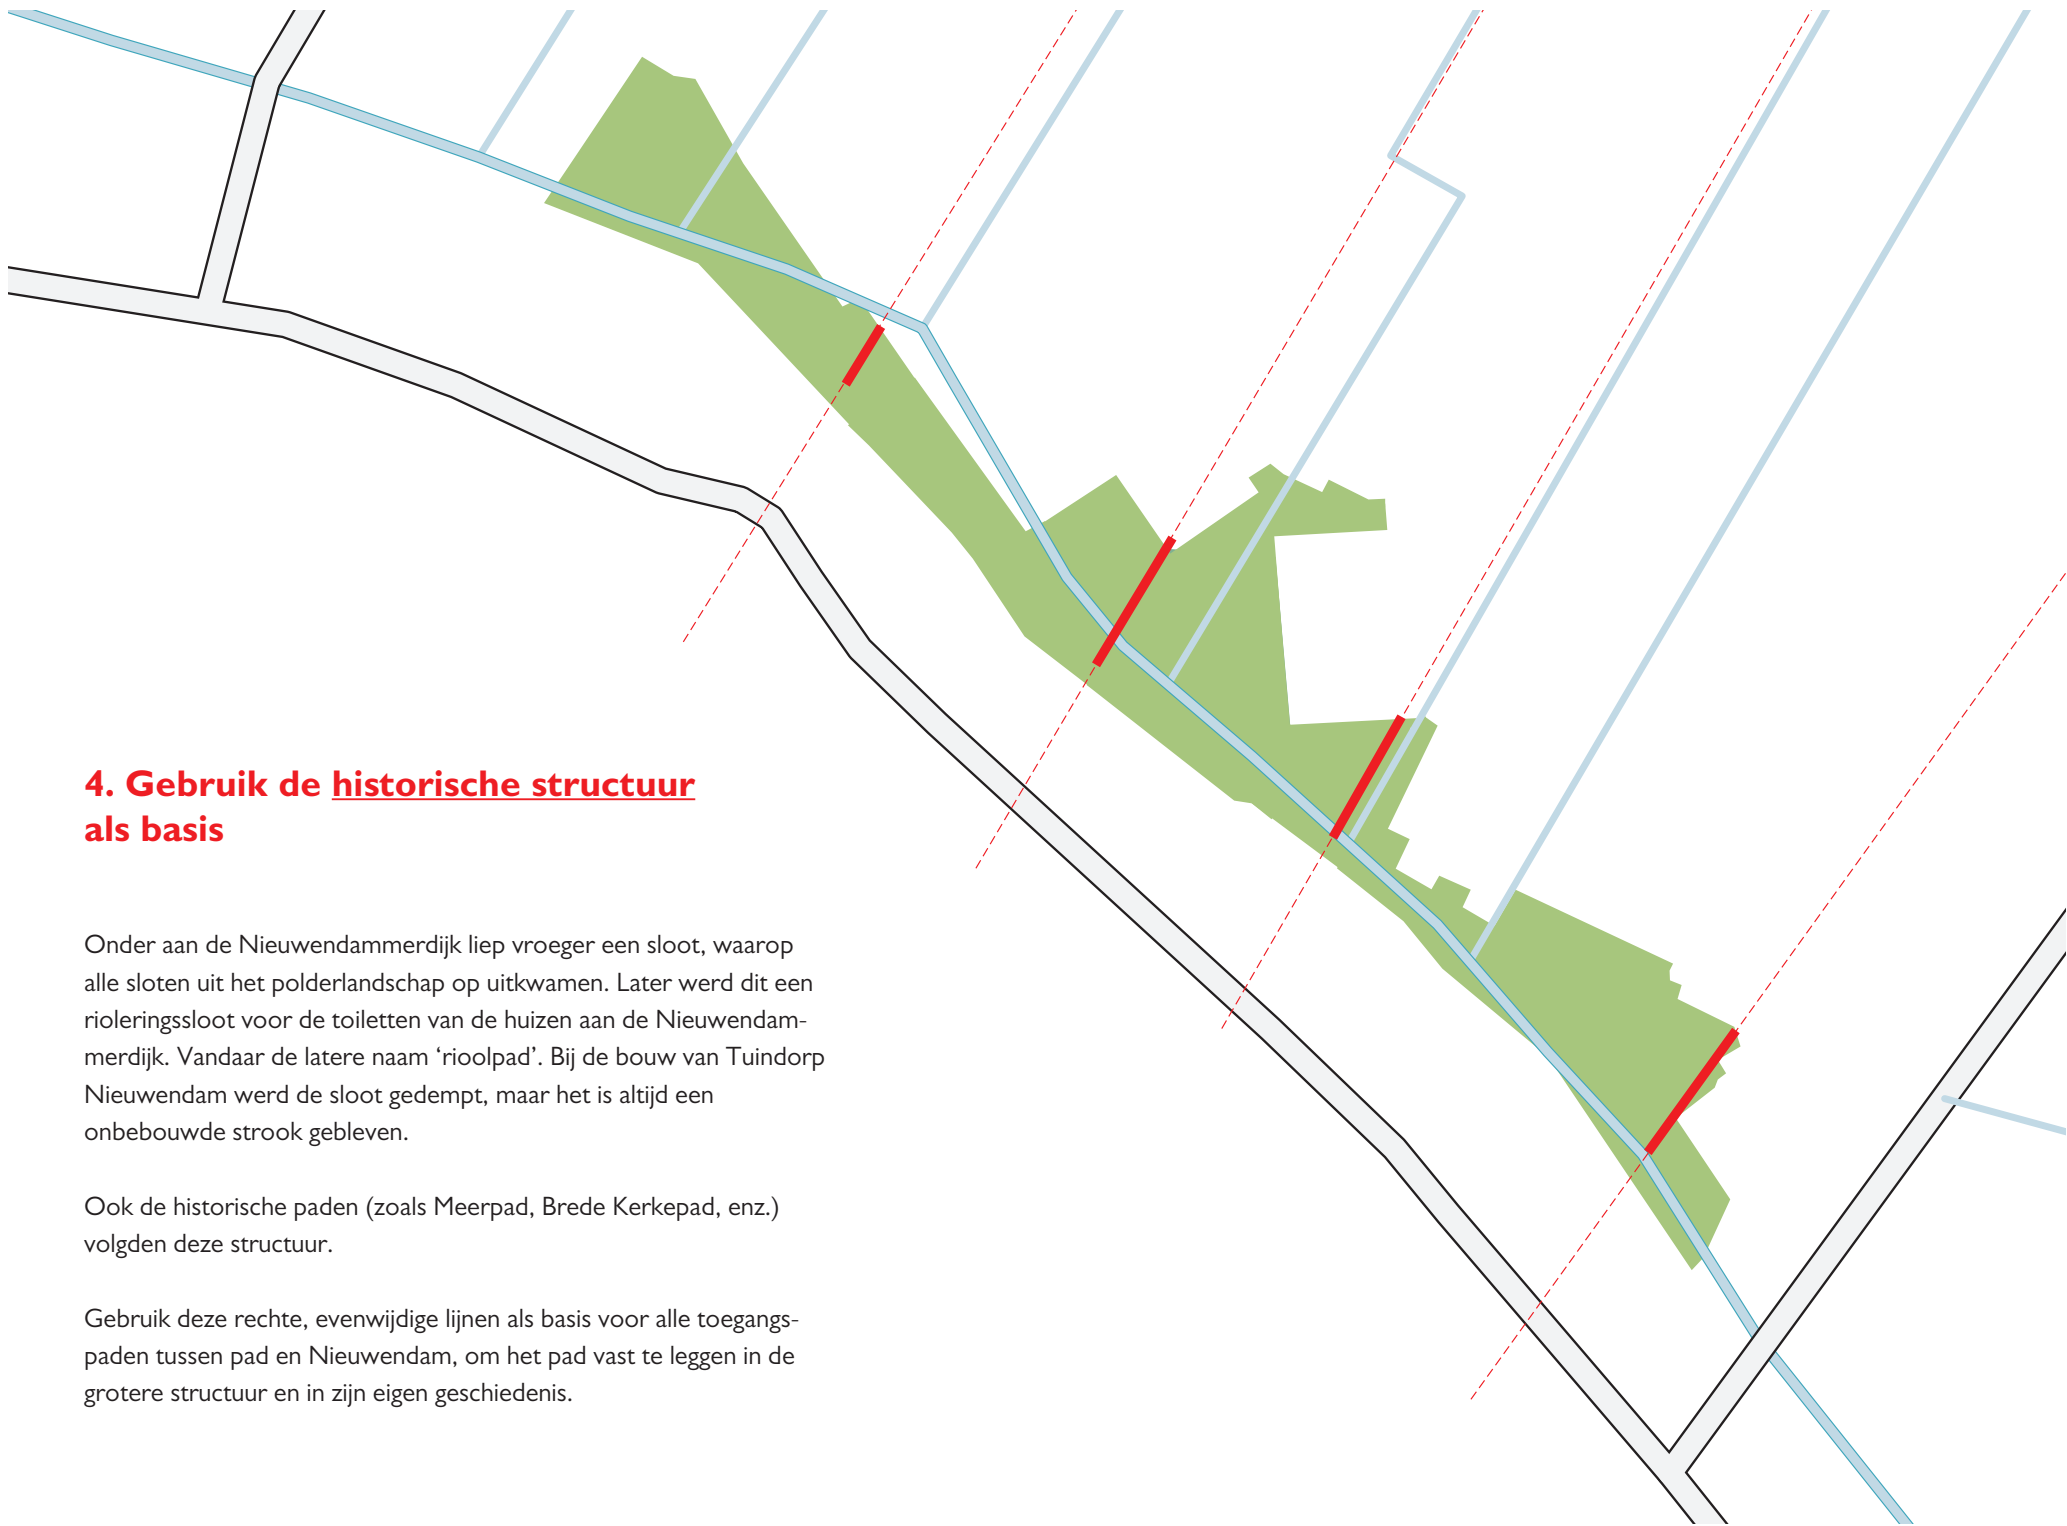 4. Gebruik de historische structuur
als basis
Onder aan de Nieuwendammerdijk liep vroeger een sloot, waarop
alle sloten uit het polderlandschap op uitkwamen. Later werd dit een
rioleringssloot voor de toiletten van de huizen aan de Nieuwendam-
merdijk. Vandaar de latere naam ‘rioolpad’. Bij de bouw van Tuindorp
Nieuwendam werd de sloot gedempt, maar het is altijd een
onbebouwde strook gebleven.
Ook de historische paden (zoals Meerpad, Brede Kerkepad, enz.)
volgden deze structuur.
Gebruik deze rechte, evenwijdige lijnen als basis voor alle toegangs-
paden tussen pad en Nieuwendam, om het pad vast te leggen in de
grotere structuur en in zijn eigen geschiedenis.